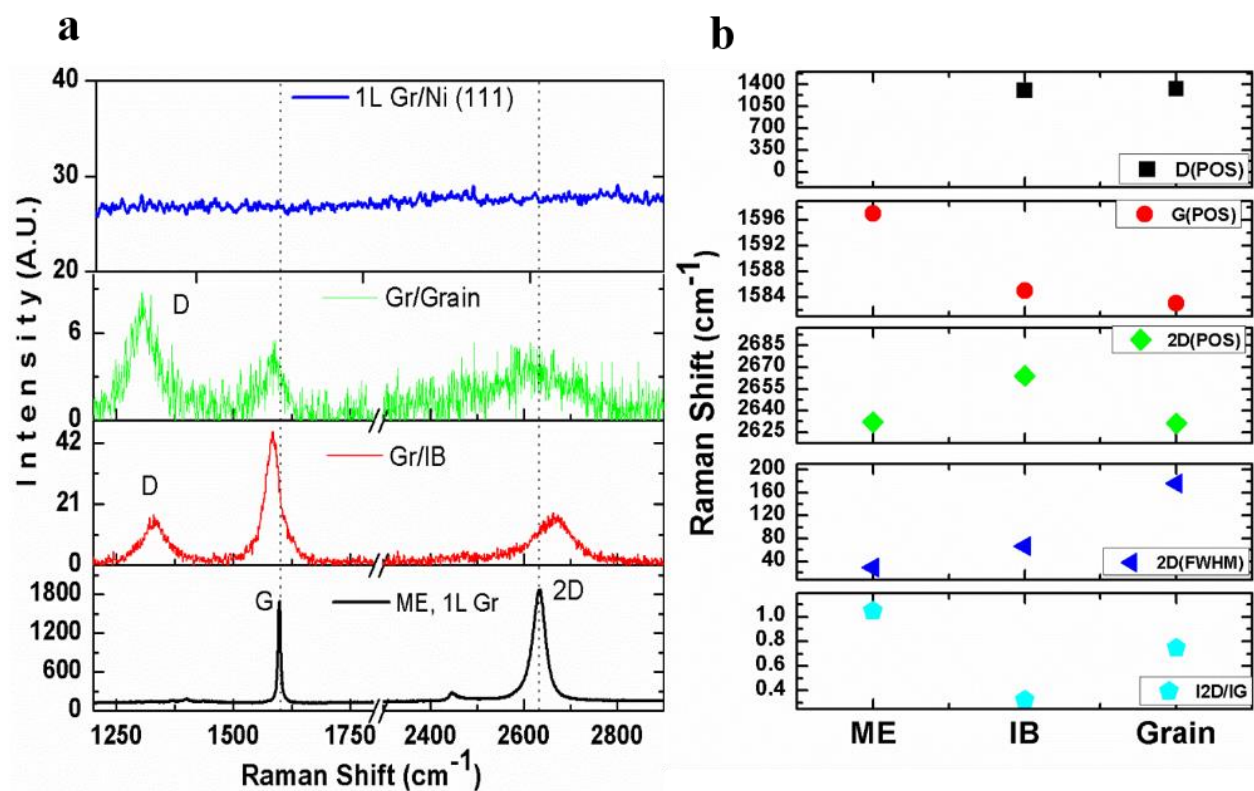 a
Intensity (A.U.)
40
30
20
1L Gr/Ni (111)
6
0
D
Gr/Grain
42
21
0
D
Gr/IB
1800
1200
600
0
G
ME, 1L Gr
2D
1250 1500 1750 2400 2600 2800
Raman Shift (cm-1)
b
Raman Shift (cm-1)
1400
1050
700
350
0
D(POS)
1596
1592
1588
1584
G(POS)
2685
2670
2655
2640
2625
2D(POS)
200
160
120
80
40
2D(FWHM)
1.0
0.8
0.6
0.4
I2D/IG
ME IB Grain